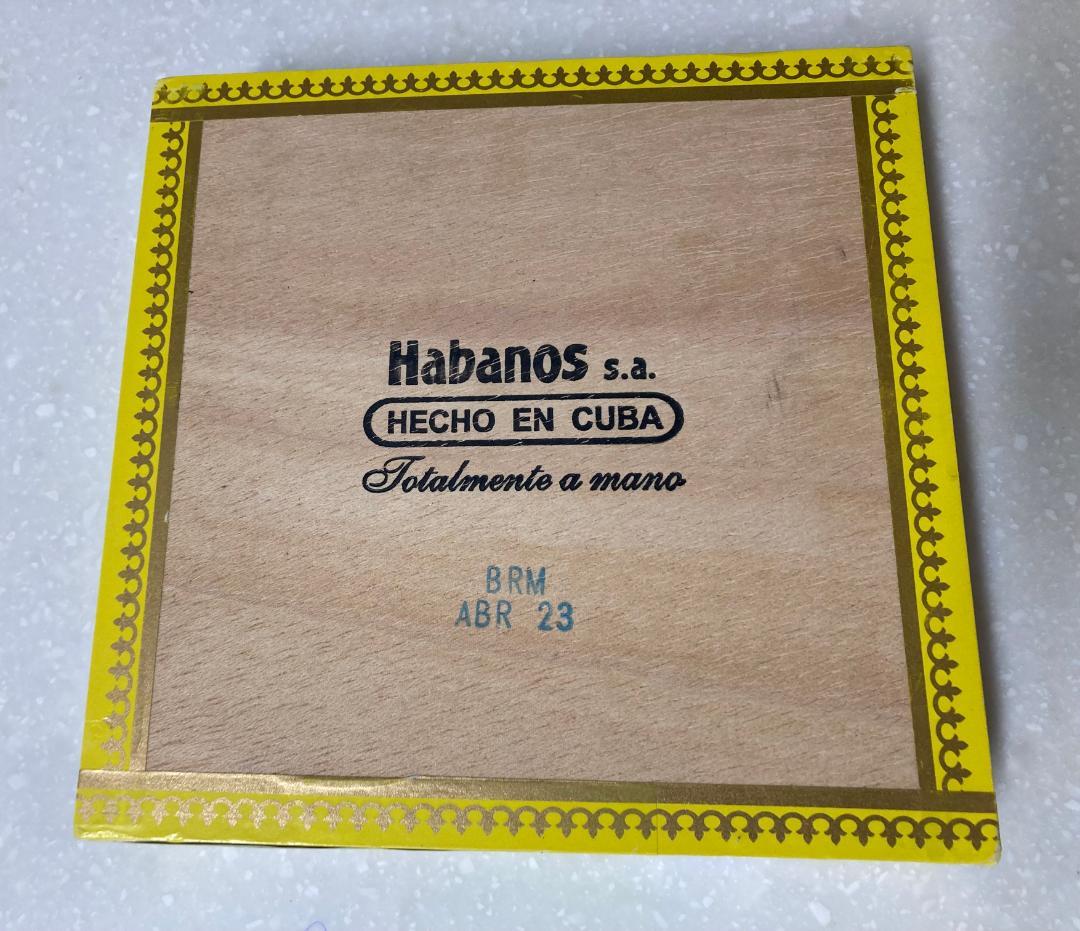 Habanos s.a.
HECHO EN CUBA
Totalmente a mano
BRM
ABR 23